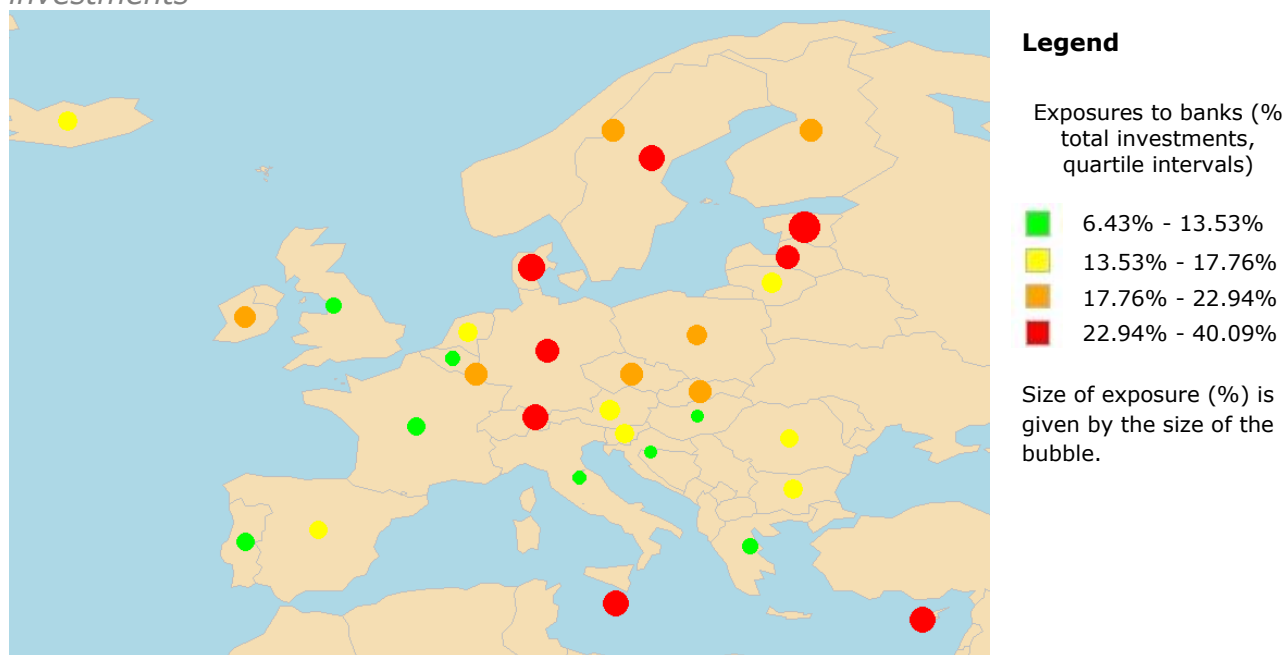 investments
Legend
Exposures to banks (%
total investments,
quartile intervals)
6.43% - 13.53%
13.53% - 17.76%
17.76% - 22.94%
22.94% - 40.09%
Size of exposure (%) is
given by the size of the
bubble.